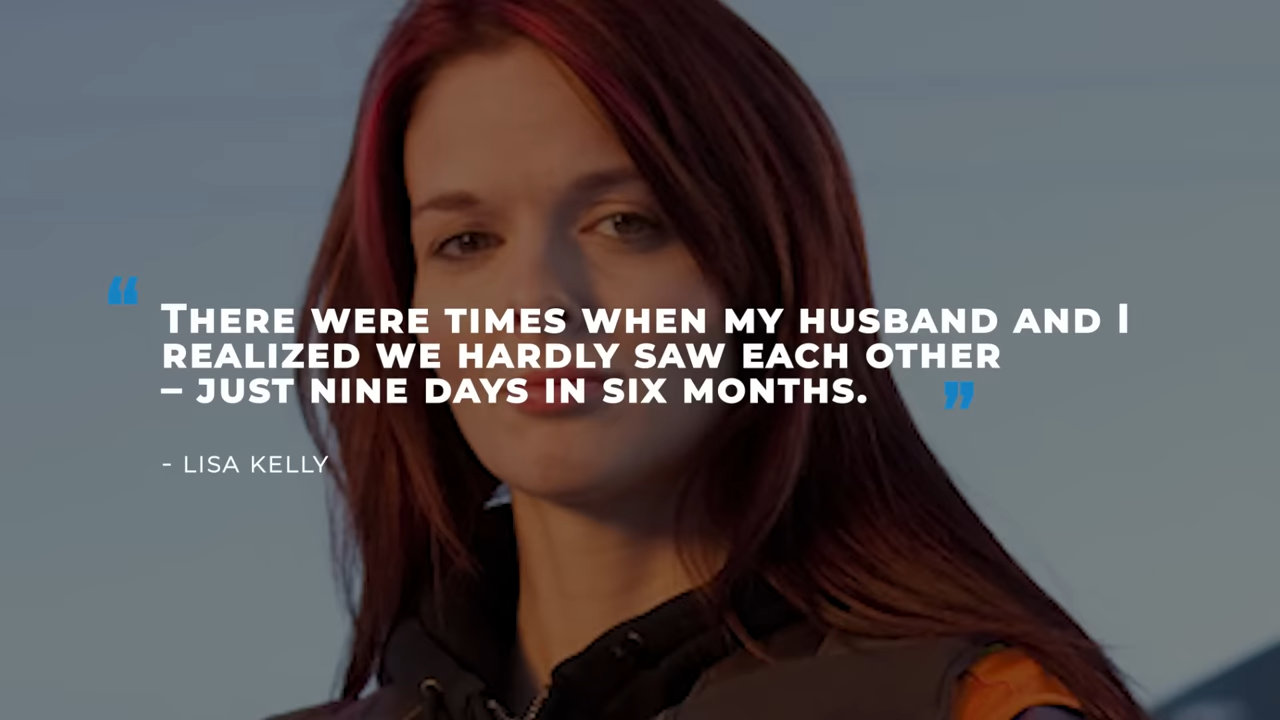 “ There were times when my husband and I
realized we hardly saw each other
– just nine days in six months. ”
- LISA KELLY